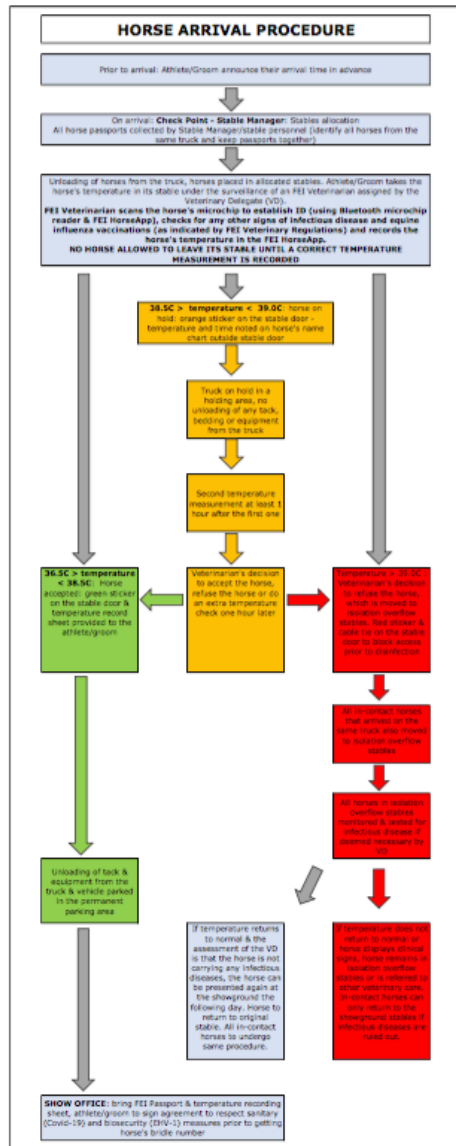 HORSE ARRIVAL PROCEDURE
Prior to arrival: Athlete/Groom announce their arrival time in advance
On arrival: Check Point - Stable Manager: Stables allocation
All horse passports collected by Stable Manager/stable personnel (identify all horses from the
same truck and keep passports together)
Unloading of horses from the truck, horses placed in allocated stables. Athlete/Groom takes the
horse's temperature in its stable under the surveillance of an FEI Veterinarian assigned by the
Veterinary Delegate (VD).
FEI Veterinarian scans the horse's microchip to establish ID (using Bluetooth microchip
reader & FEI HorseApp), checks for any other signs of infectious disease and equine
influenza vaccinations (as indicated by FEI Veterinary Regulations) and records the
horse's temperature in the FEI HorseApp.
NO HORSE ALLOWED TO LEAVE ITS STABLE UNTIL A CORRECT TEMPERATURE
MEASUREMENT IS RECORDED
38.5C > temperature < 39.0C: horse on
hold: orange sticker on the stable door -
temperature and time noted on horse's name
chart outside stable door
Truck on hold in a
holding area, no
unloading of any tack,
bedding or equipment
from the truck
Second temperature
measurement at least 1
hour after the first one
36.5C > temperature
< 38.5C: Horse
accepted: green sticker
on the stable door &
temperature record
sheet provided to the
athlete/groom
Veterinarian's decision
to accept the horse,
refuse the horse or do
an extra temperature
check one hour later
Temperature > 39.0C
Veterinarian's decision
to refuse the horse,
which is moved to
isolation overflow
stables. Red sticker &
cable tie on the stable
door to block access
prior to disinfection
All in-contact horses
that arrived on the
same truck also moved
to isolation overflow
stables
All horses in isolation
overflow stables
monitored & tested for
infectious disease if
deemed necessary by
VD
Unloading of tack &
equipment from the
truck & vehicle parked
in the permanent
parking area
If temperature returns
to normal & the
assessment of the VD
is that the horse is not
carrying any infectious
diseases, the horse can
be presented again at
the showground the
following day. Horse to
return to original
stable. All in-contact
horses to undergo
same procedure.
If temperature does not
return to normal or
horse displays clinical
signs, horse remains in
isolation overflow
stables or is referred to
other veterinary care.
In-contact horses can
only return to the
showground stables if
infectious diseases are
ruled out.
SHOW OFFICE: bring FEI Passport & temperature recording
sheet, athlete/groom to sign agreement to respect sanitary
(Covid-19) and biosecurity (EHV-1) measures prior to getting
horse's bridle number